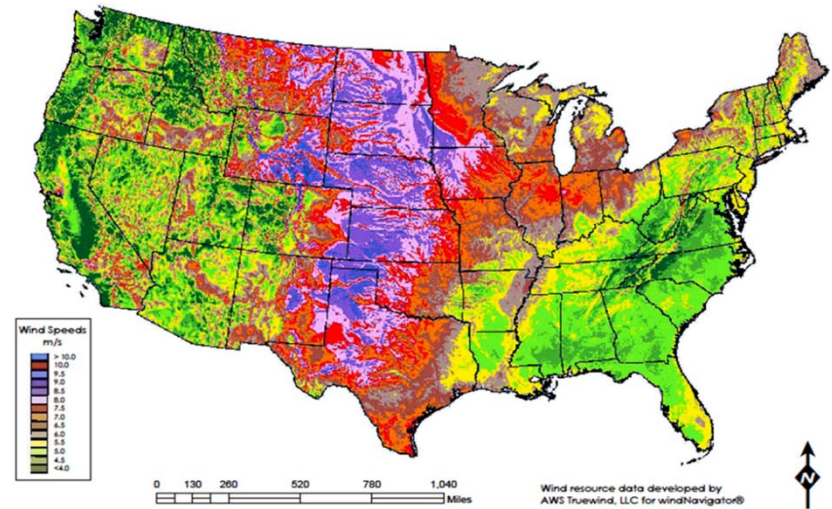 Wind Speeds
m/s
> 10.0
10.0
9.5
9.0
8.5
8.0
7.5
7.0
6.5
6.0
5.5
5.0
4.5
<4.0
0 130 260 520 780 1,040
Miles
Wind resource data developed by
AWS Truewind, LLC for windNavigator®
N